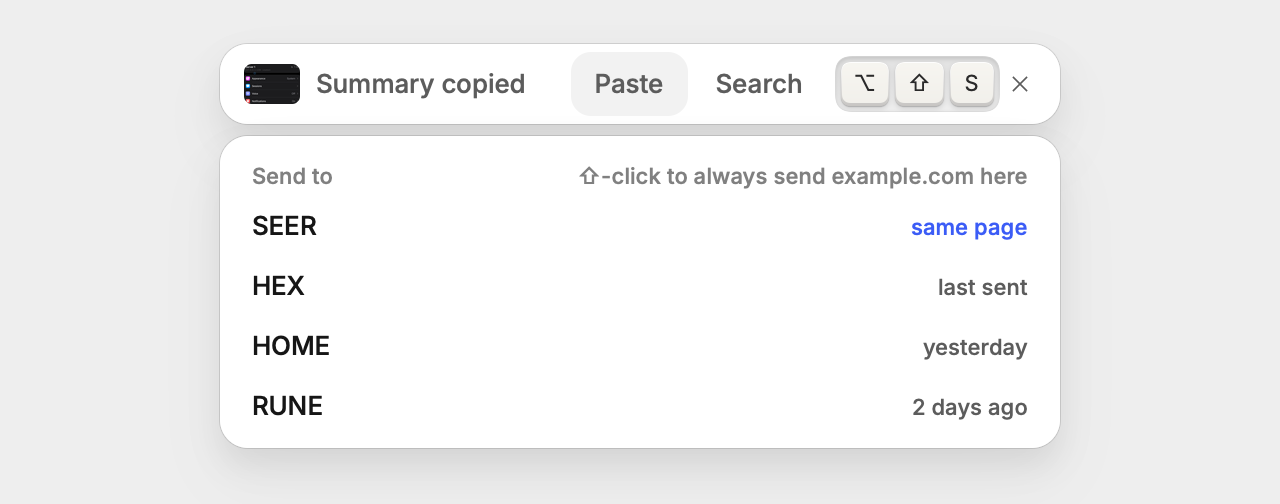 Summary copied Paste Search ⌥ ⇧ S
Send to ⇧-click to always send example.com here
SEER same page
HEX last sent
HOME yesterday
RUNE 2 days ago